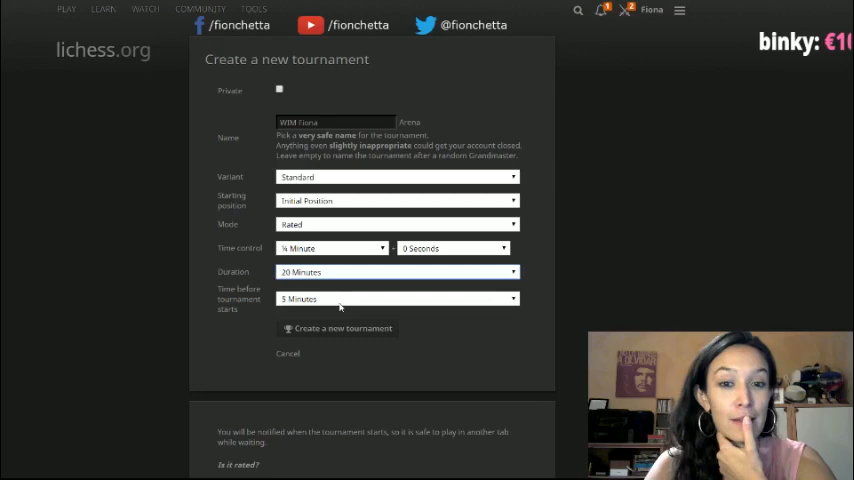 PLAY LEARN WATCH COMMUNITY TOOLS
Fiona
1
2
/fionchetta /fionchetta @fionchetta
lichess.org
binky: €10
Create a new tournament
Private
Name
WIM Fiona Arena
Pick a very safe name for the tournament.
Anything even slightly inappropriate could get your account closed.
Leave empty to name the tournament after a random Grandmaster.
Variant Standard
Starting position Initial Position
Mode Rated
Time control ¼ Minute - 0 Seconds
Duration 20 Minutes
Time before tournament starts 5 Minutes
Create a new tournament
Cancel
You will be notified when the tournament starts, so it is safe to play in another tab
while waiting.
Is it rated?